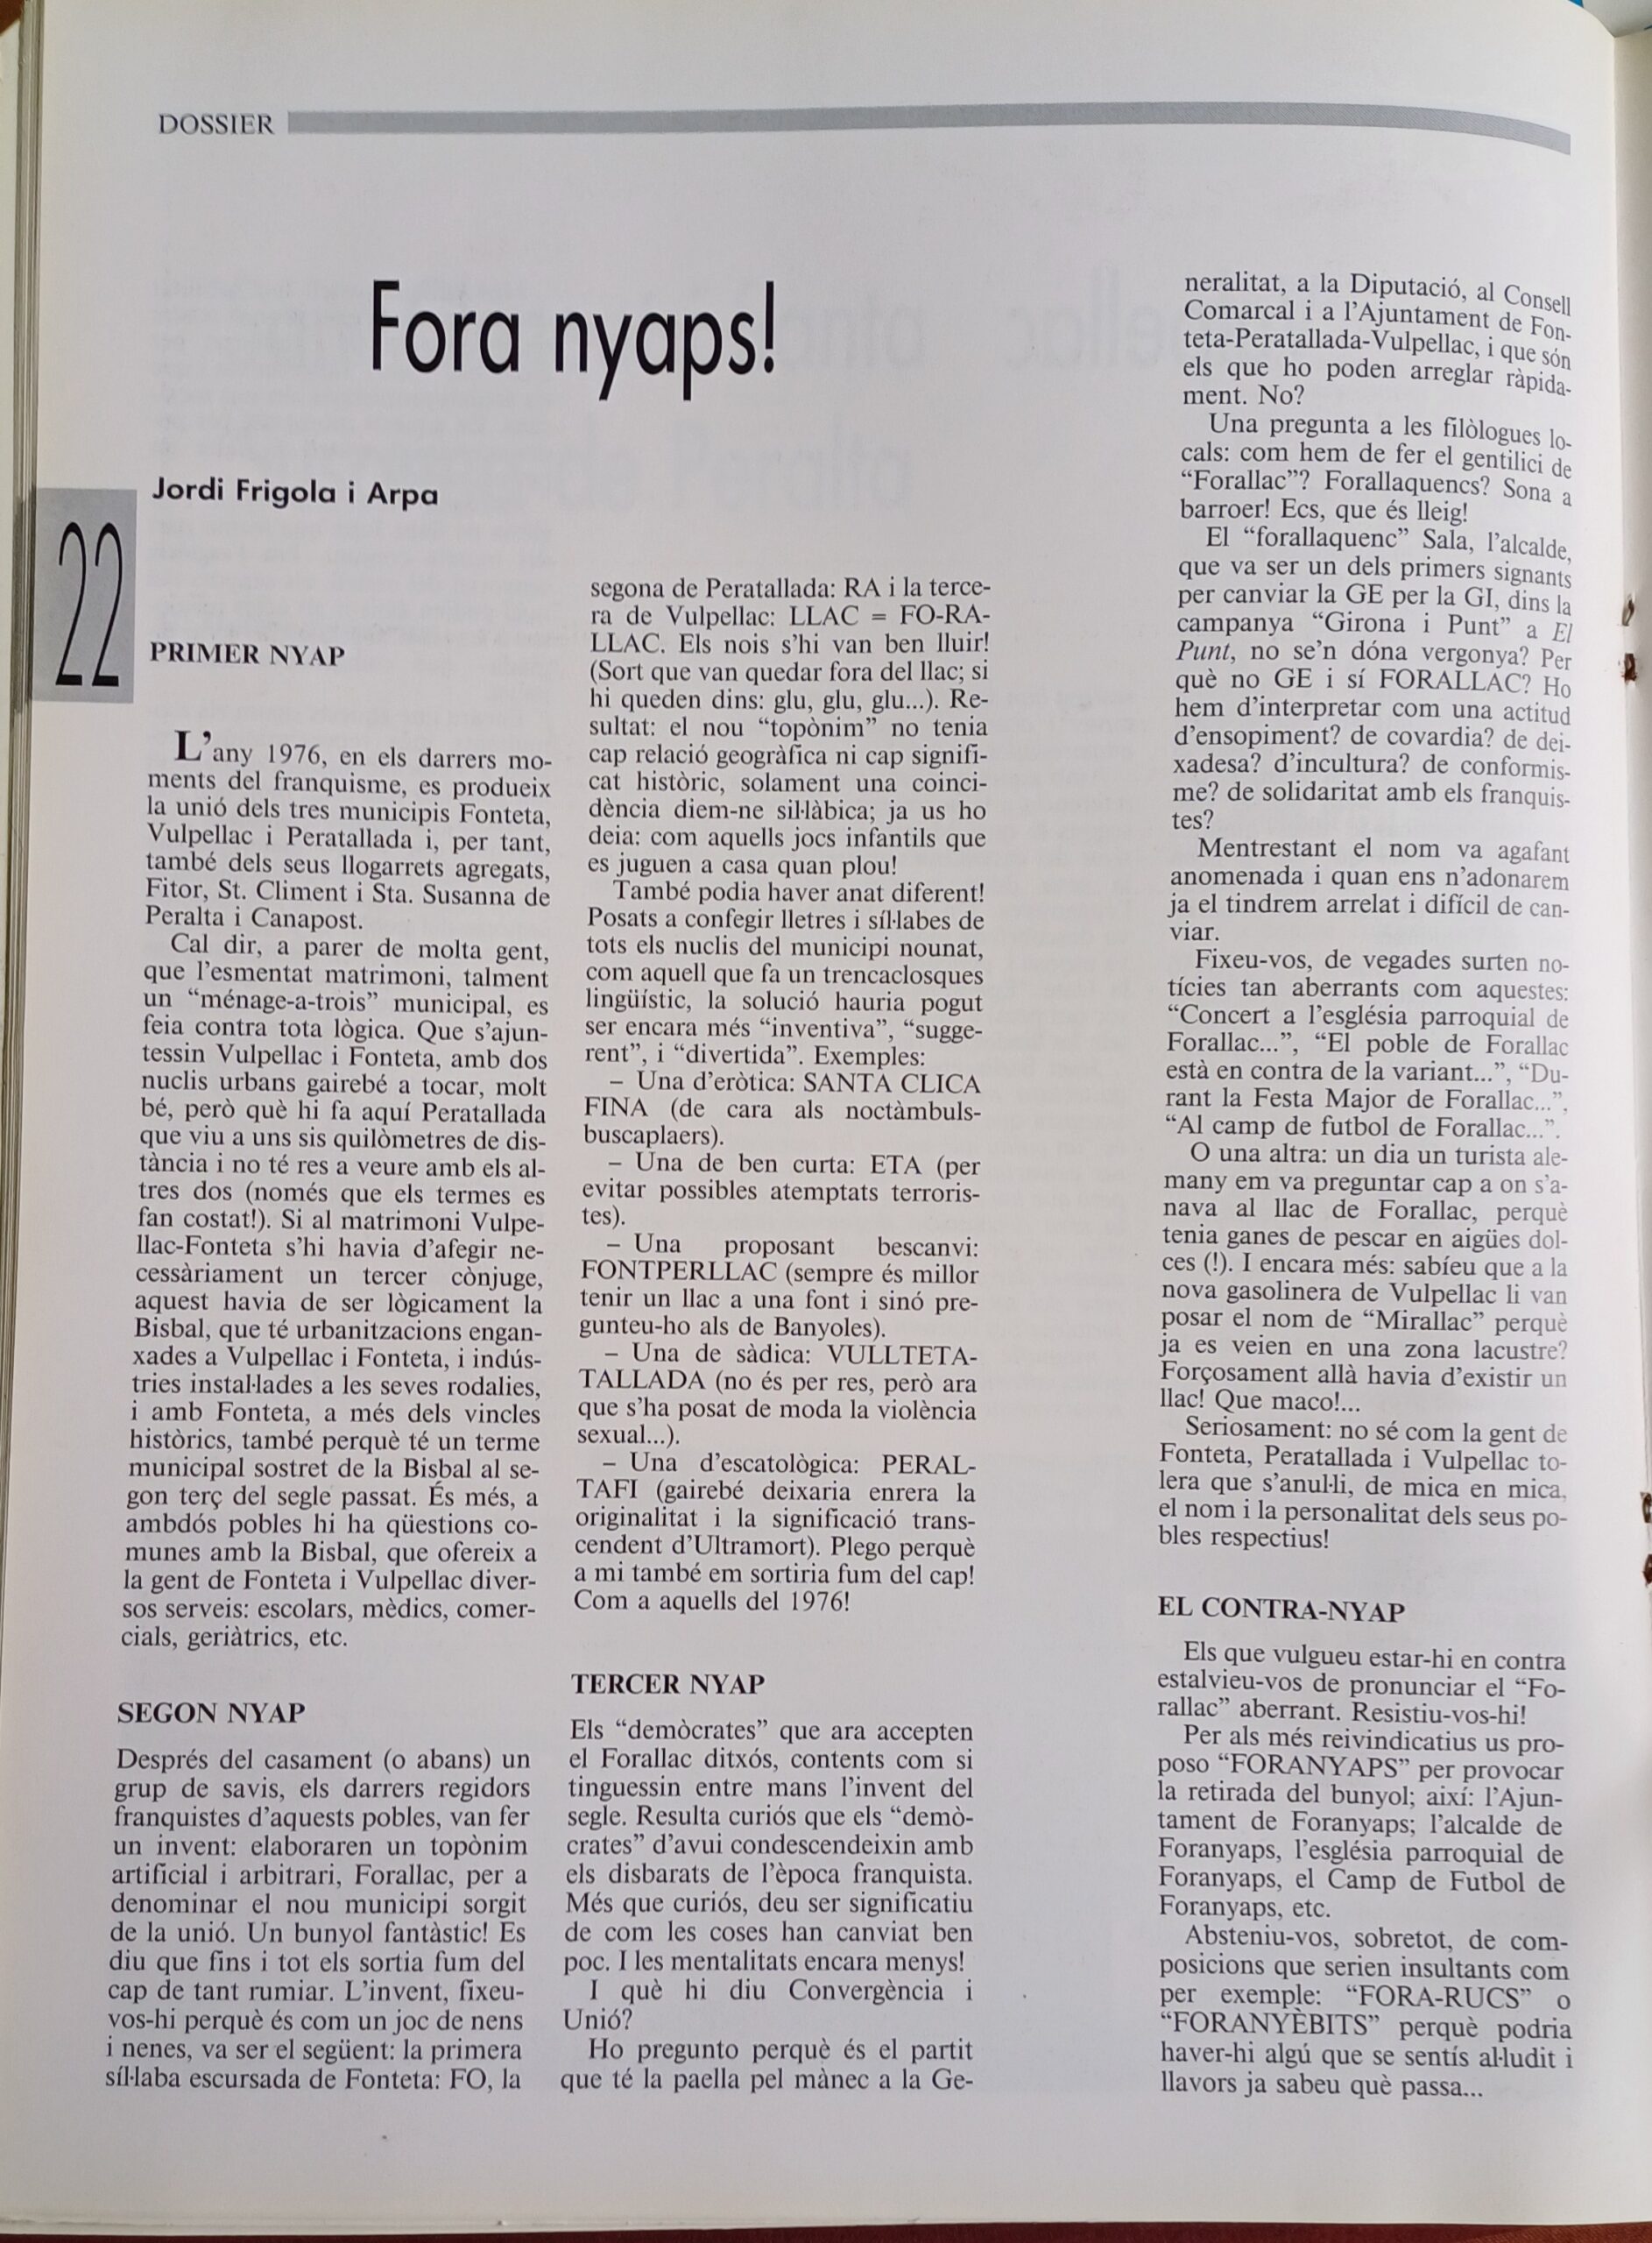 DOSSIER
Fora nyaps!
Jordi Frigola i Arpa
22
PRIMER NYAP
L'any 1976, en els darrers mo-
ments del franquisme, es produeix
la unió dels tres municipis Fonteta,
Vulpellac i Peratallada i, per tant,
també dels seus llogarrets agregats,
Fitor, St. Climent i Sta. Susanna de
Peralta i Canapost.
Cal dir, a parer de molta gent,
que l'esmentat matrimoni, talment
un “ménage-a-trois” municipal, es
feia contra tota lògica. Que s'ajun-
tessin Vulpellac i Fonteta, amb dos
nuclis urbans gairebé a tocar, molt
bé, però què hi fa aquí Peratallada
que viu a uns sis quilòmetres de dis-
tància i no té res a veure amb els al-
tres dos (només que els termes es
fan costat!). Si al matrimoni Vulpe-
llac-Fonteta s'hi havia d'afegir ne-
cessàriament un tercer cònjuge,
aquest havia de ser lògicament la
Bisbal, que té urbanitzacions engan-
xades a Vulpellac i Fonteta, i indús-
tries instal·lades a les seves rodalies,
i amb Fonteta, a més dels vincles
històrics, també perquè té un terme
municipal sostret de la Bisbal al se-
gon terç del segle passat. És més, a
ambdós pobles hi ha qüestions co-
munes amb la Bisbal, que ofereix a
la gent de Fonteta i Vulpellac diver-
sos serveis: escolars, mèdics, comer-
cials, geriàtrics, etc.
SEGON NYAP
Després del casament (o abans) un
grup de savis, els darrers regidors
franquistes d'aquests pobles, van fer
un invent: elaboraren un topònim
artificial i arbitrari, Forallac, per a
denominar el nou municipi sorgit
de la unió. Un bunyol fantàstic! Es
diu que fins i tot els sortia fum del
cap de tant rumiar. L'invent, fixeu-
vos-hi perquè és com un joc de nens
i nenes, va ser el següent: la primera
síl·laba escursada de Fonteta: FO, la
segona de Peratallada: RA i la terce-
ra de Vulpellac: LLAC = FO-RA-
LLAC. Els nois s'hi van ben lluir!
(Sort que van quedar fora del llac; si
hi queden dins: glu, glu, glu...). Re-
sultat: el nou “topònim” no tenia
cap relació geogràfica ni cap signifi-
cat històric, solament una coinci-
dència diem-ne sil·làbica; ja us ho
deia: com aquells jocs infantils que
es juguen a casa quan plou!
També podia haver anat diferent!
Posats a confegir lletres i síl·labes de
tots els nuclis del municipi nounat,
com aquell que fa un trencaclosques
lingüístic, la solució hauria pogut
ser encara més “inventiva”, “sugge-
rent”, i “divertida”. Exemples:
– Una d'eròtica: SANTA CLICA
FINA (de cara als noctàmbuls-
buscaplaers).
– Una de ben curta: ETA (per
evitar possibles atemptats terroris-
tes).
– Una proposant bescanvi:
FONTPERLLAC (sempre és millor
tenir un llac a una font i sinó pre-
gunteu-ho als de Banyoles).
– Una de sàdica: VULLTETA-
TALLADA (no és per res, però ara
que s'ha posat de moda la violència
sexual...).
– Una d'escatològica: PERAL-
TAFI (gairebé deixaria enrera la
originalitat i la significació trans-
cendent d'Ultramort). Plego perquè
a mi també em sortiria fum del cap!
Com a aquells del 1976!
TERCER NYAP
Els “demòcrates” que ara accepten
el Forallac ditxós, contents com si
tinguessin entre mans l'invent del
segle. Resulta curiós que els “demò-
crates” d'avui condescendeixin amb
els disbarats de l'època franquista.
Més que curiós, deu ser significatiu
de com les coses han canviat ben
poc. I les mentalitats encara menys!
I què hi diu Convergència i
Unió?
Ho pregunto perquè és el partit
que té la paella pel mànec a la Ge-
neralitat, a la Diputació, al Consell
Comarcal i a l'Ajuntament de Fon-
teta-Peratallada-Vulpellac, i que són
els que ho poden arreglar ràpida-
ment. No?
Una pregunta a les filòlogues lo-
cals: com hem de fer el gentilici de
“Forallac”? Forallaquencs? Sona a
barroer! Ecs, que és lleig!
El “forallaquenc” Sala, l'alcalde,
que va ser un dels primers signants
per canviar la GE per la GI, dins la
campanya “Girona i Punt” a El
Punt, no se'n dóna vergonya? Per
què no GE i sí FORALLAC? Ho
hem d'interpretar com una actitud
d'ensopiment? de covardia? de dei-
xadesa? d'incultura? de conformis-
me? de solidaritat amb els franquis-
tes?
Mentrestant el nom va agafant
anomenada i quan ens n'adonarem
ja el tindrem arrelat i difícil de can-
viar.
Fixeu-vos, de vegades surten no-
tícies tan aberrants com aquestes:
“Concert a l'església parroquial de
Forallac...”, “El poble de Forallac
està en contra de la variant...”, “Du-
rant la Festa Major de Forallac...”,
“Al camp de futbol de Forallac...”.
O una altra: un dia un turista ale-
many em va preguntar cap a on s'a-
nava al llac de Forallac, perquè
tenia ganes de pescar en aigües dol-
ces (!). I encara més: sabíeu que a la
nova gasolinera de Vulpellac li van
posar el nom de “Mirallac” perquè
ja es veien en una zona lacustre?
Forçosament allà havia d'existir un
llac! Que maco!...
Seriosament: no sé com la gent de
Fonteta, Peratallada i Vulpellac to-
lera que s'anul·li, de mica en mica,
el nom i la personalitat dels seus po-
bles respectius!
EL CONTRA-NYAP
Els que vulgueu estar-hi en contra
estalvieu-vos de pronunciar el “Fo-
rallac” aberrant. Resistiu-vos-hi!
Per als més reivindicatius us pro-
poso “FORANYAPS” per provocar
la retirada del bunyol; així: l'Ajun-
tament de Foranyaps; l'alcalde de
Foranyaps, l'església parroquial de
Foranyaps, el Camp de Futbol de
Foranyaps, etc.
Absteniu-vos, sobretot, de com-
posicions que serien insultants com
per exemple: “FORA-RUCS” o
“FORANYÈBITS” perquè podria
haver-hi algú que se sentís al·ludit i
llavors ja sabeu què passa...